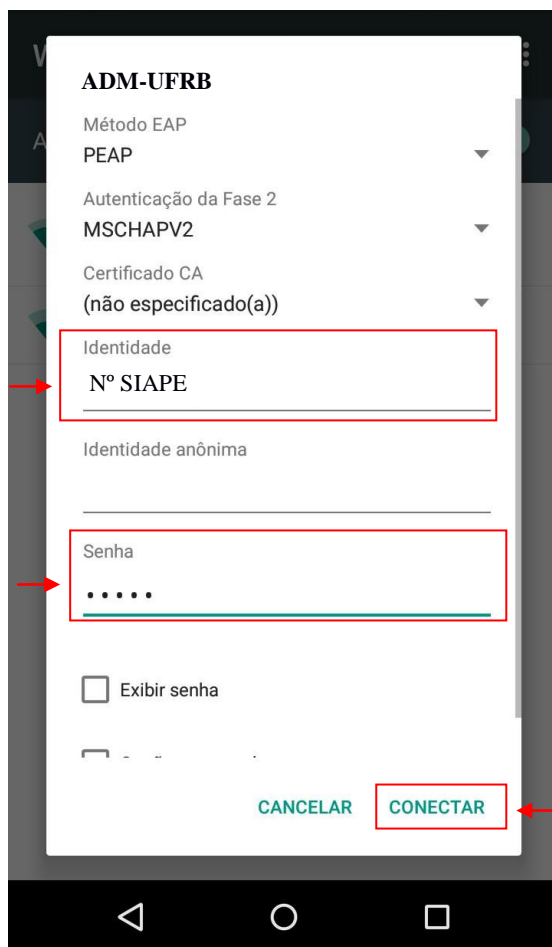 ADM-UFRB
Método EAP
PEAP
Autenticação da Fase 2
MSCHAPV2
Certificado CA
(não especificado(a))
Identidade
Nº SIAPE
Identidade anônima
Senha
•••••
Exibir senha
CANCELAR CONECTAR